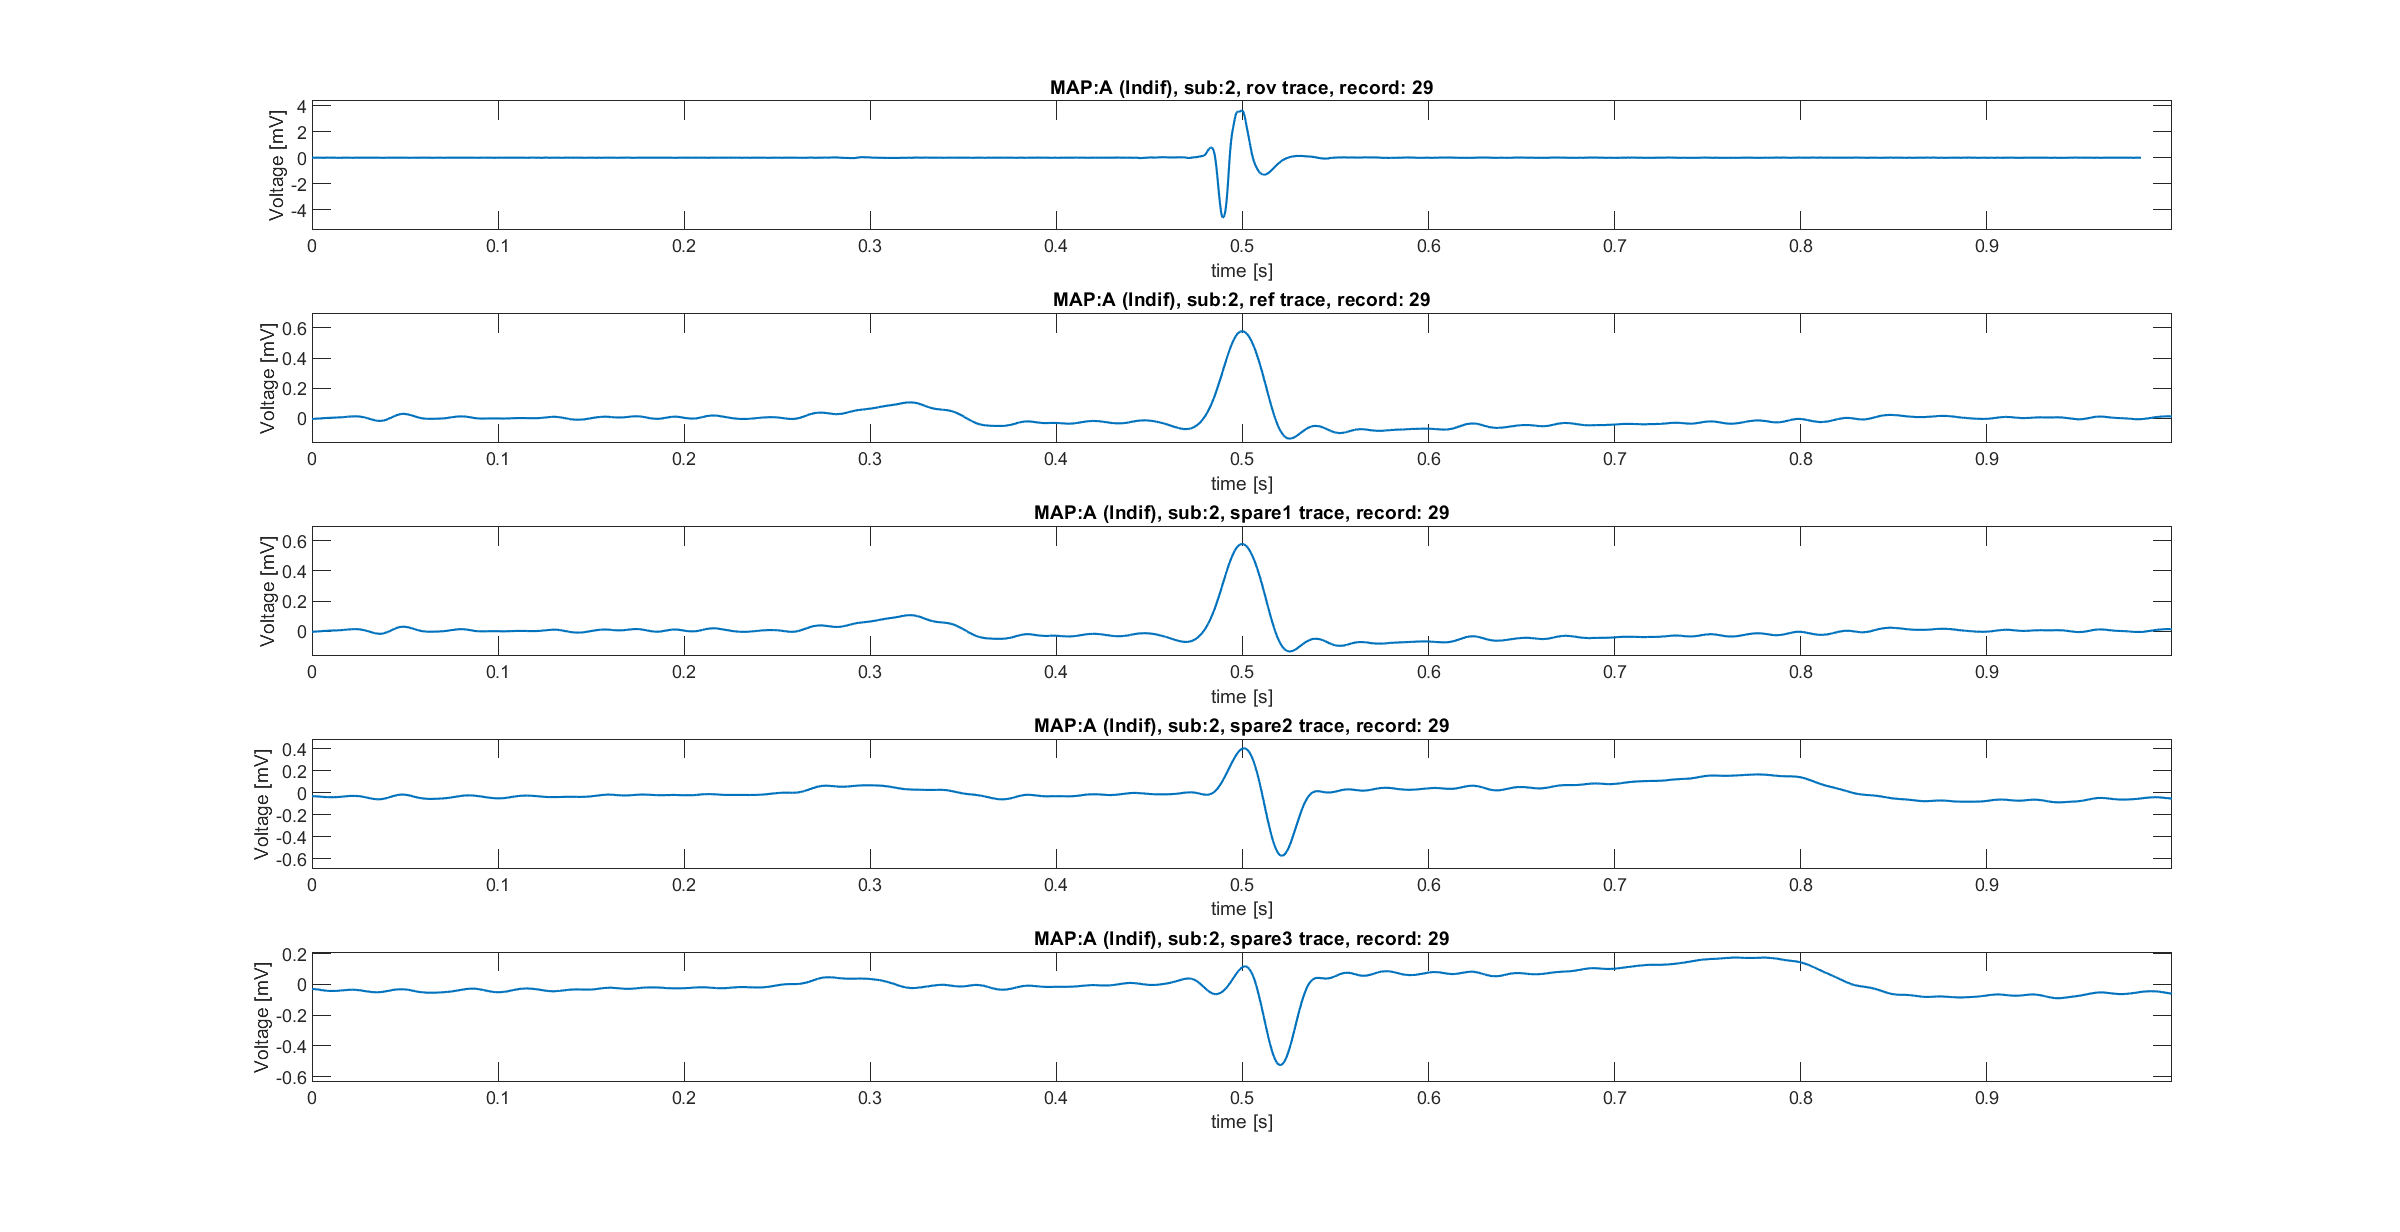 MAP:A (Indif), sub:2, rov trace, record: 29
Voltage [mV]
4
2
0
-2
-4
0 0.1 0.2 0.3 0.4 0.5 0.6 0.7 0.8 0.9
time [s]
MAP:A (Indif), sub:2, ref trace, record: 29
Voltage [mV]
0.6
0.4
0.2
0
0 0.1 0.2 0.3 0.4 0.5 0.6 0.7 0.8 0.9
time [s]
MAP:A (Indif), sub:2, spare1 trace, record: 29
Voltage [mV]
0.6
0.4
0.2
0
0 0.1 0.2 0.3 0.4 0.5 0.6 0.7 0.8 0.9
time [s]
MAP:A (Indif), sub:2, spare2 trace, record: 29
Voltage [mV]
0.4
0.2
0
-0.2
-0.4
-0.6
0 0.1 0.2 0.3 0.4 0.5 0.6 0.7 0.8 0.9
time [s]
MAP:A (Indif), sub:2, spare3 trace, record: 29
Voltage [mV]
0.2
0
-0.2
-0.4
-0.6
0 0.1 0.2 0.3 0.4 0.5 0.6 0.7 0.8 0.9
time [s]